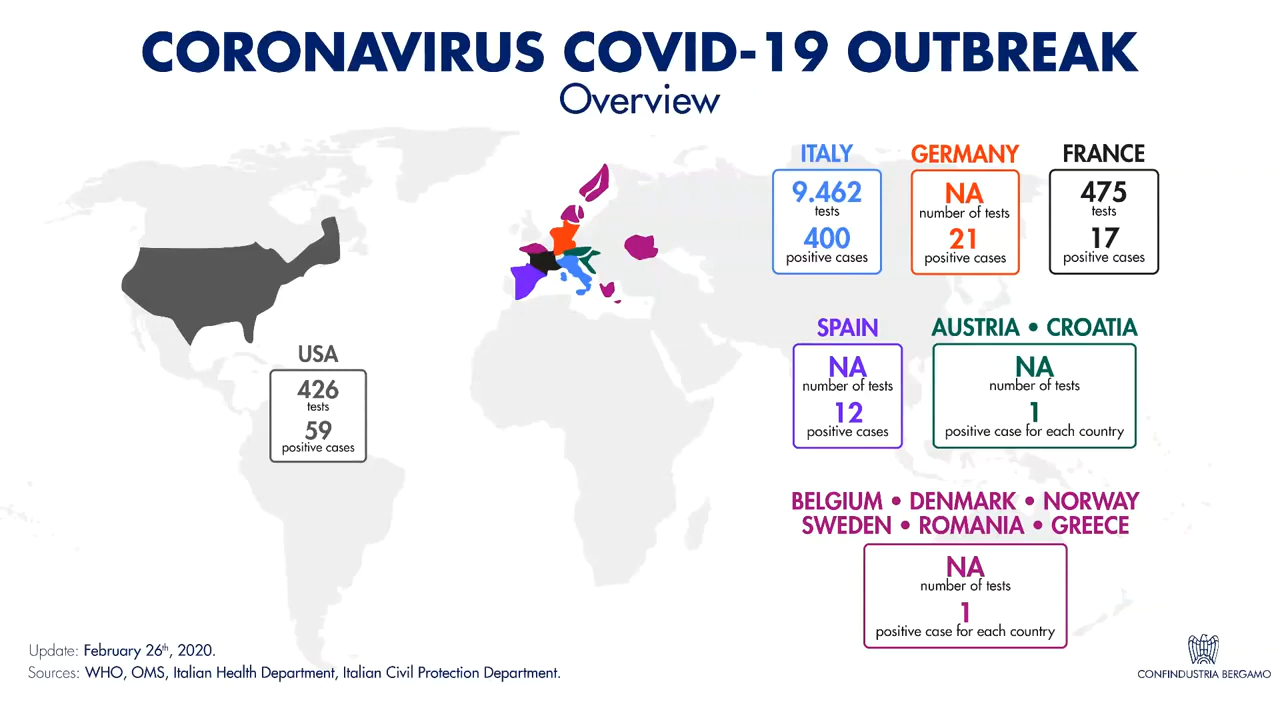 CORONAVIRUS COVID-19 OUTBREAK
Overview
ITALY
9.462
tests
400
positive cases
GERMANY
NA
number of tests
21
positive cases
FRANCE
475
tests
17
positive cases
SPAIN
NA
number of tests
12
positive cases
AUSTRIA • CROATIA
NA
number of tests
1
positive case for each country
USA
426
tests
59
positive cases
BELGIUM • DENMARK • NORWAY
SWEDEN • ROMANIA • GREECE
NA
number of tests
1
positive case for each country
Update: February 26th, 2020.
Sources: WHO, OMS, Italian Health Department, Italian Civil Protection Department.
CONFINDUSTRIA BERGAMO